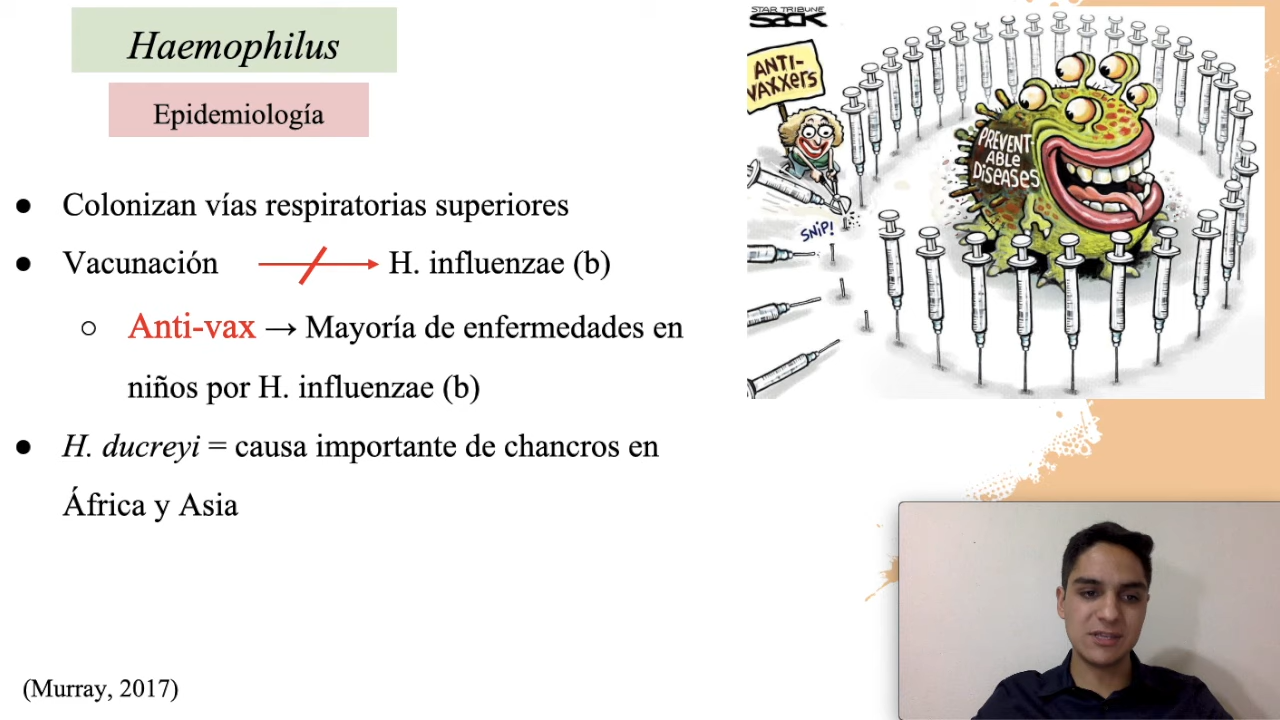 Haemophilus
Epidemiología
● Colonizan vías respiratorias superiores
● Vacunación → H. influenzae (b)
○ Anti-vax → Mayoría de enfermedades en
niños por H. influenzae (b)
● H. ducreyi = causa importante de chancros en
África y Asia
(Murray, 2017)
STAR TRIBUNE
SACK
ANTI-
VAXXERS
SNIP!
PREVENT-
ABLE
DISEASES